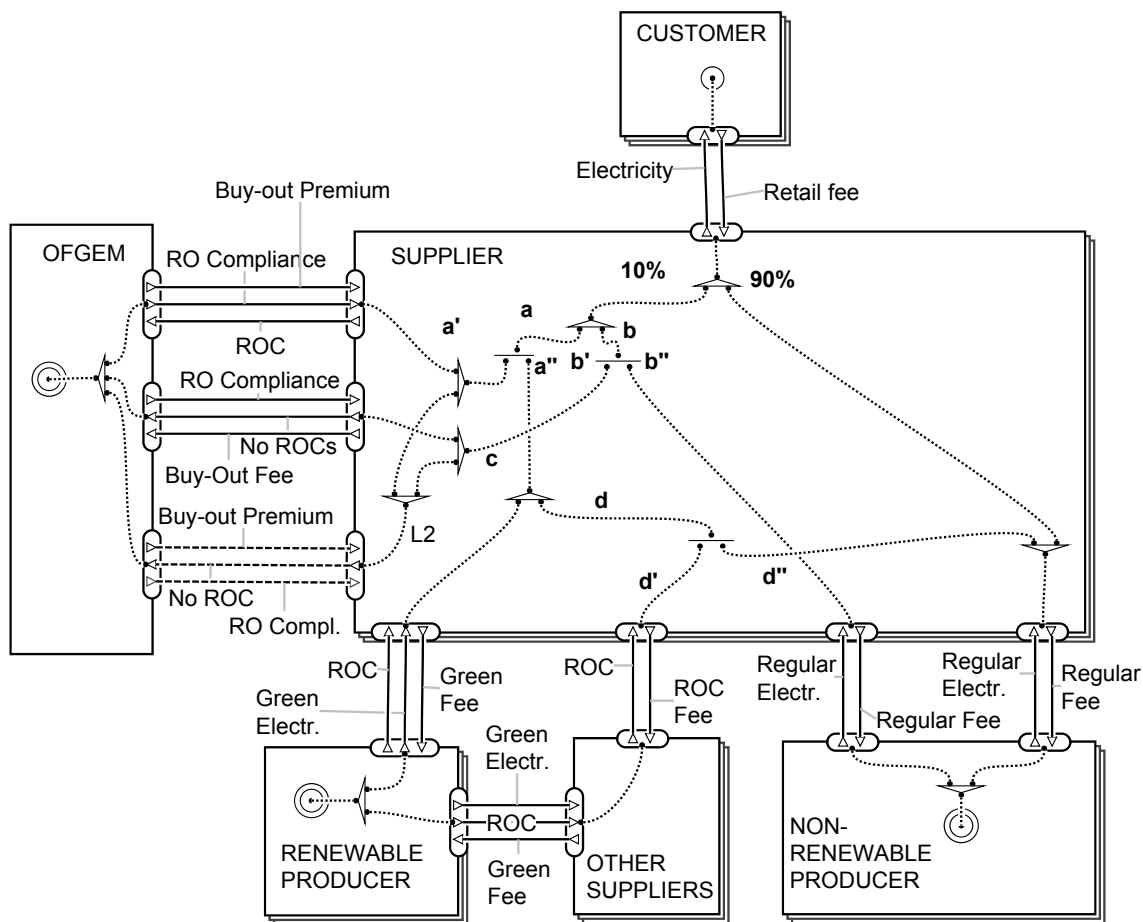 CUSTOMER
Electricity
Retail fee
Buy-out Premium
OFGEM
RO Compliance
SUPPLIER
10%
90%
a
a'
b
ROC
a''
b'
b''
RO Compliance
No ROCs
c
Buy-Out Fee
Buy-out Premium
d
L2
No ROC
d'
d''
RO Compl.
ROC
Green
Fee
Green
Electr.
ROC
ROC
Fee
Regular
Electr.
Regular Fee
Regular
Electr.
Regular
Fee
Green
Electr.
ROC
Green
Fee
RENEWABLE
PRODUCER
OTHER
SUPPLIERS
NON-
RENEWABLE
PRODUCER